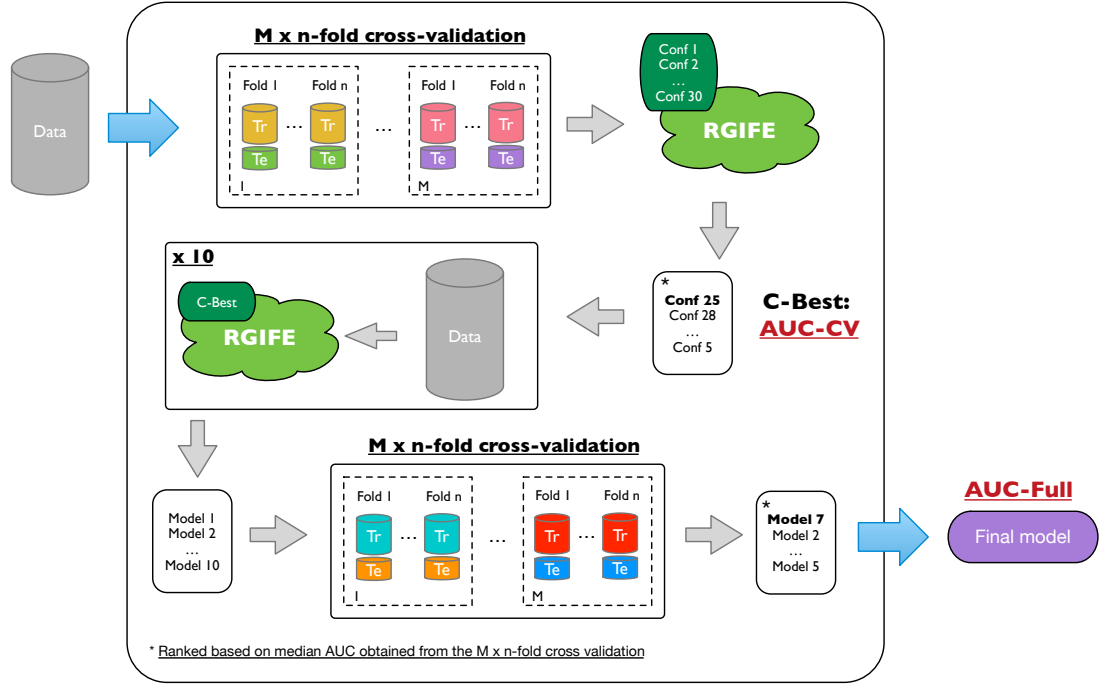 M x n-fold cross-validation
Data
Fold 1 Fold n Fold 1 Fold n
Tr ... Tr ... Tr ... Tr
Te Te Te Te
I M
Conf 1
Conf 2
...
Conf 30
RGIFE
x 10
C-Best
RGIFE
Data
*
Conf 25
Conf 28
...
Conf 5
C-Best:
AUC-CV
M x n-fold cross-validation
Model 1
Model 2
...
Model 10
Fold 1 Fold n Fold 1 Fold n
Tr ... Tr ... Tr ... Tr
Te Te Te Te
I M
*
Model 7
Model 2
...
Model 5
AUC-Full
Final model
* Ranked based on median AUC obtained from the M x n-fold cross validation